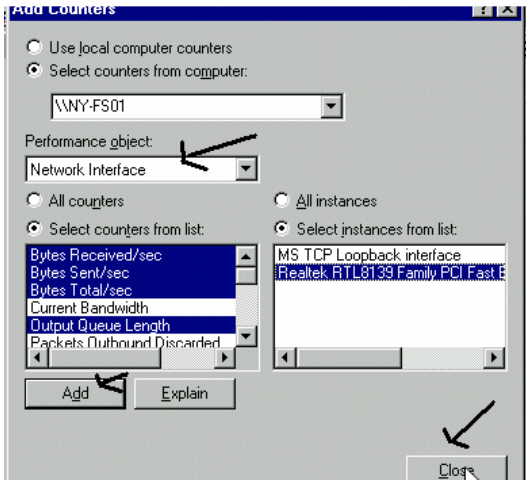 Add Counters
Use local computer counters
Select counters from computer:
\\NY-FS01
Performance object:
Network Interface
All counters
All instances
Select counters from list:
Select instances from list:
Bytes Received/sec
Bytes Sent/sec
Bytes Total/sec
Current Bandwidth
Output Queue Length
Packets Outbound Discarded
MS TCP Loopback interface
Realtek RTL8139 Family PCI Fast E
Add
Explain
Close